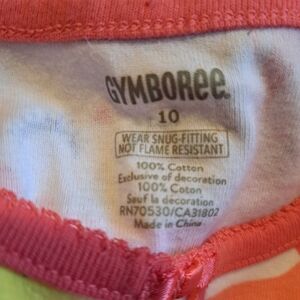 GYMBOREE
10
WEAR SNUG-FITTING
NOT FLAME RESISTANT
100% Cotton
Exclusive of decoration
100% Coton
Sauf la décoration
RN70530/CA31802
Made in China